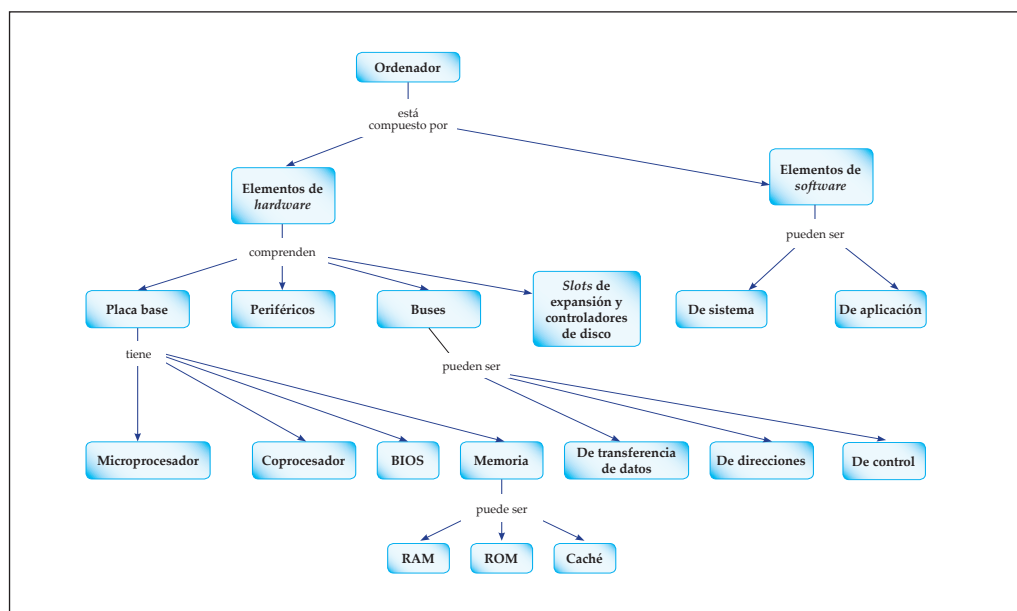 Ordenador
está
compuesto por
Elementos de
hardware
Elementos de
software
comprenden
pueden ser
Placa base
Periféricos
Buses
Slots de
expansión y
controladores
de disco
De sistema
De aplicación
tiene
pueden ser
Microprocesador
Coprocesador
BIOS
Memoria
De transferencia
de datos
De direcciones
De control
puede ser
RAM
ROM
Caché